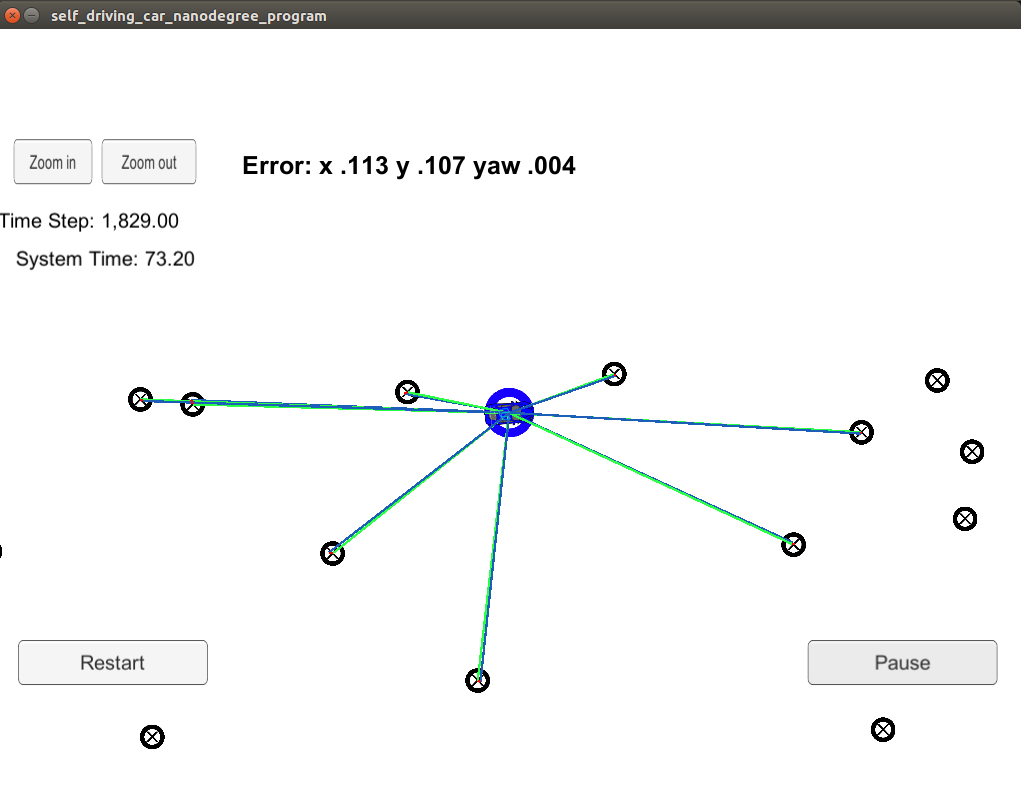 self_driving_car_nanodegree_program
Zoom in
Zoom out
Error: x .113 y .107 yaw .004
Time Step: 1,829.00
System Time: 73.20
Restart
Pause